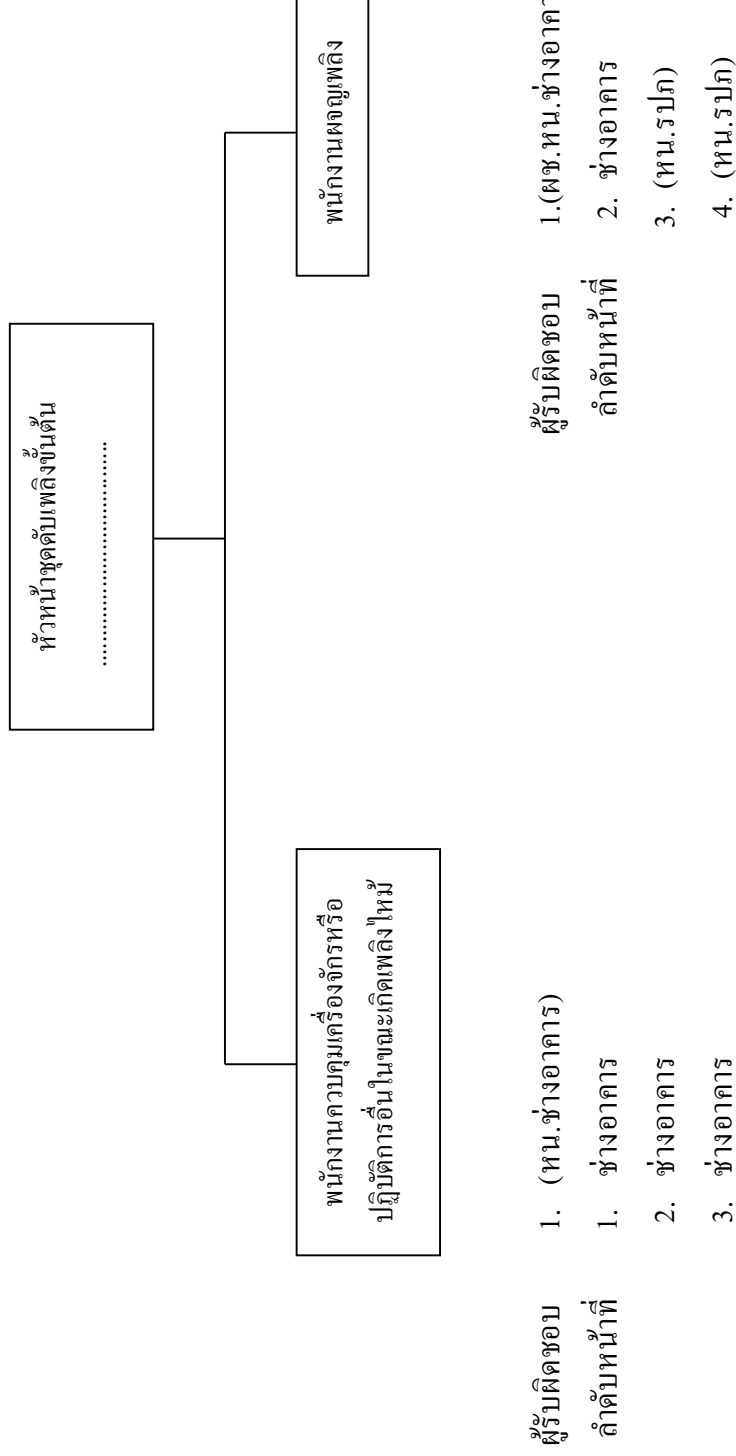 หัวหน้าชุดดับเพลิงขั้นต้น
........................................
พนักงานควบคุมเครื่องจักรหรือ
ปฏิบัติการอื่นในขณะเกิดเพลิงไหม้
พนักงานผจญเพลิง
ผู้รับผิดชอบ 1. (หน.ช่างอาคาร)
ลำดับหน้าที่ 1. ช่างอาคาร
2. ช่างอาคาร
3. ช่างอาคาร
ผู้รับผิดชอบ 1.(ผช.หน.ช่างอาคา
ลำดับหน้าที่ 2. ช่างอาคาร
3. (หน.รปภ)
4. (หน.รปภ)